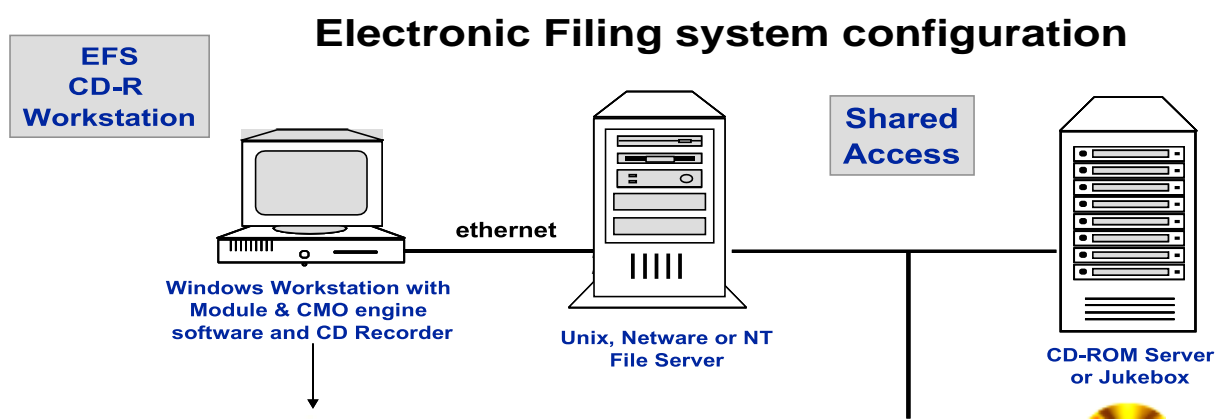 Electronic Filing system configuration
EFS
CD-R
Workstation
Shared
Access
ethernet
Windows Workstation with
Module & CMO engine
software and CD Recorder
Unix, Netware or NT
File Server
CD-ROM Server
or Jukebox